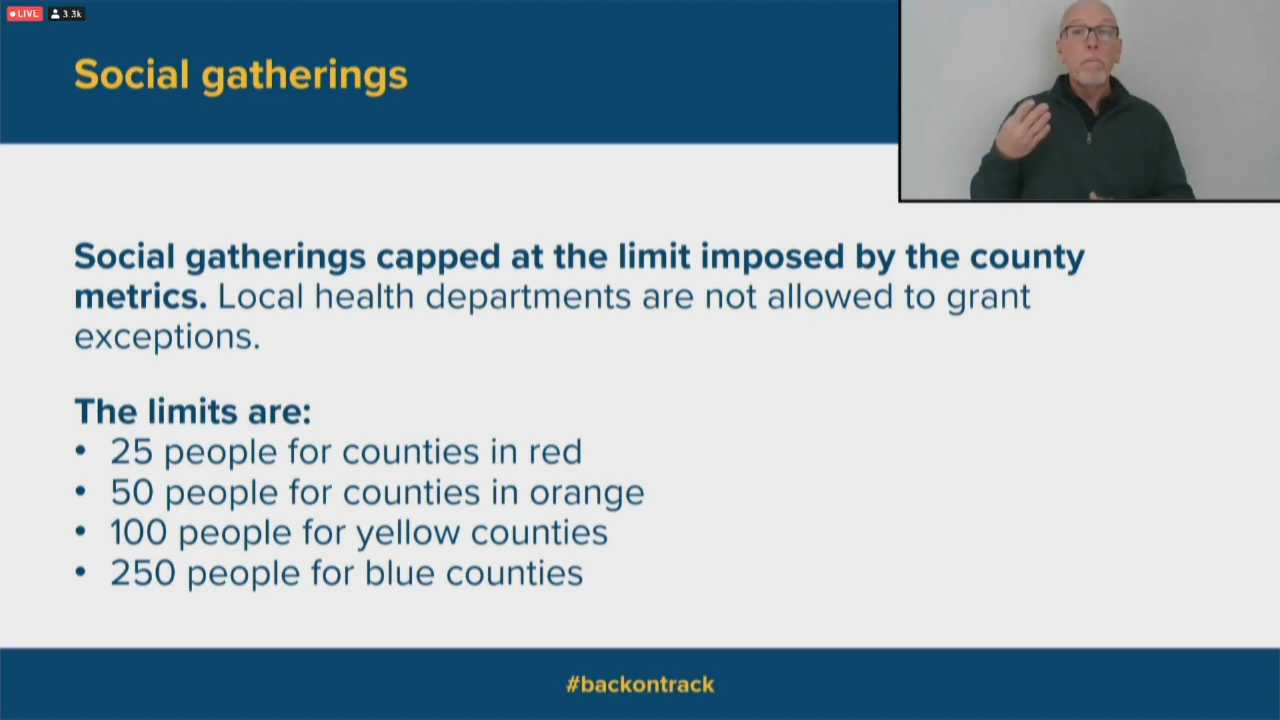 LIVE 3.3k
Social gatherings
Social gatherings capped at the limit imposed by the county
metrics. Local health departments are not allowed to grant
exceptions.
The limits are:
• 25 people for counties in red
• 50 people for counties in orange
• 100 people for yellow counties
• 250 people for blue counties
#backontrack